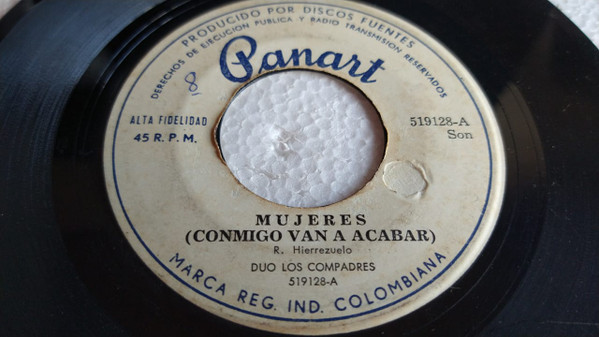 PRODUCIDO POR DISCOS FUENTES
DERECHOS DE EJECUCION PUBLICA Y RADIO TRANSMISION RESERVADOS
Panart
8
ALTA FIDELIDAD
45 R. P. M.
519128-A
Son
MUJERES
(CONMIGO VAN A ACABAR)
R. Hierrezuelo
DUO LOS COMPADRES
519128-A
MARCA REG. IND. COLOMBIANA